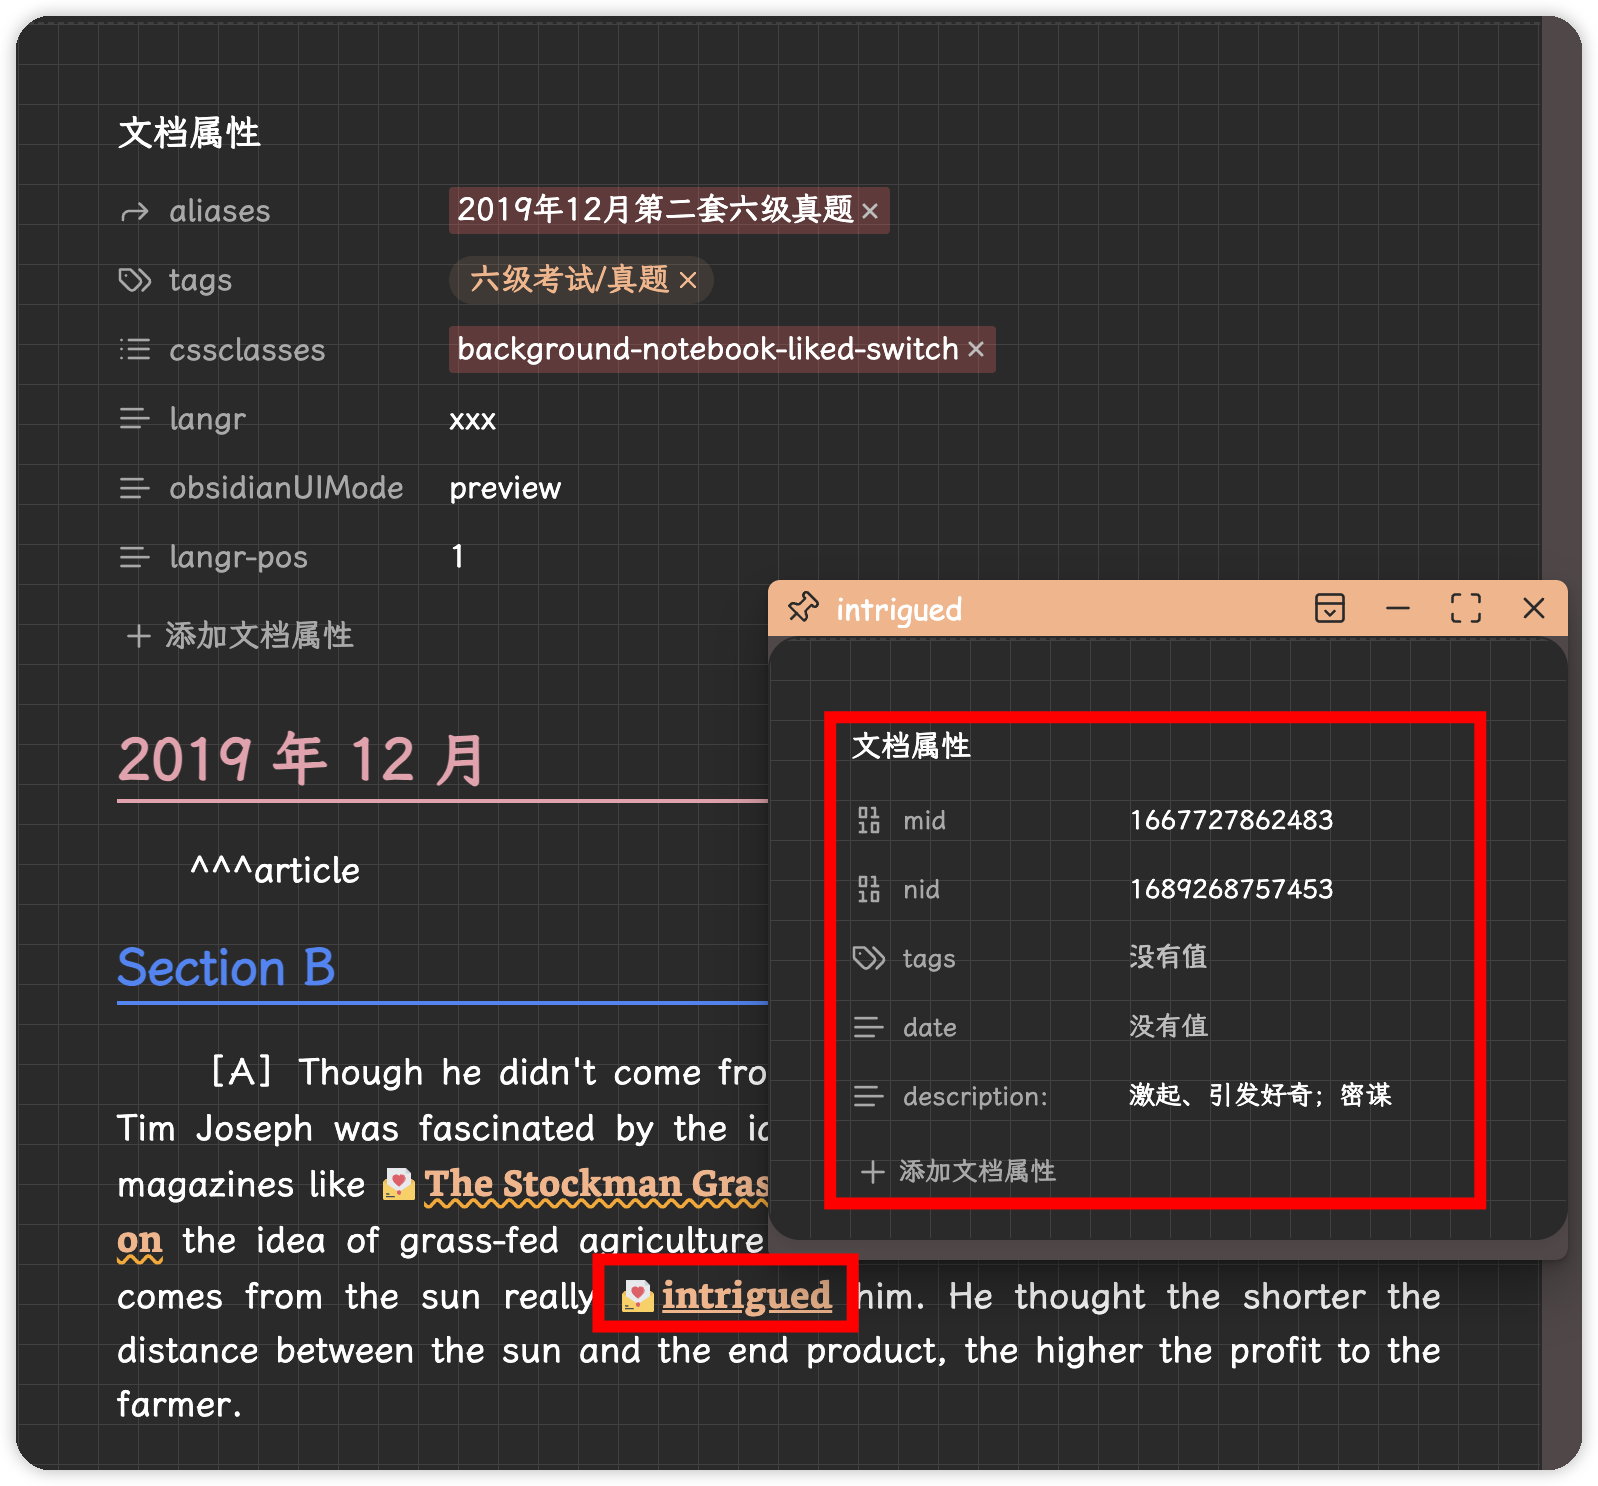 文档属性
aliases 2019年12月第二套六级真题
tags 六级考试/真题
cssclasses background-notebook-liked-switch
langr xxx
obsidianUIMode preview
langr-pos 1
添加文档属性
2019 年 12 月
^^^article
Section B
[A] Though he didn't come fro
Tim Joseph was fascinated by the
magazines like The Stockman Gras
on the idea of grass-fed agriculture
comes from the sun really intrigued him. He thought the shorter the
distance between the sun and the end product, the higher the profit to the
farmer.
intrigued
文档属性
mid 1667727862483
nid 1689268757453
tags 没有值
date 没有值
description: 激起、引发好奇；密谋
添加文档属性